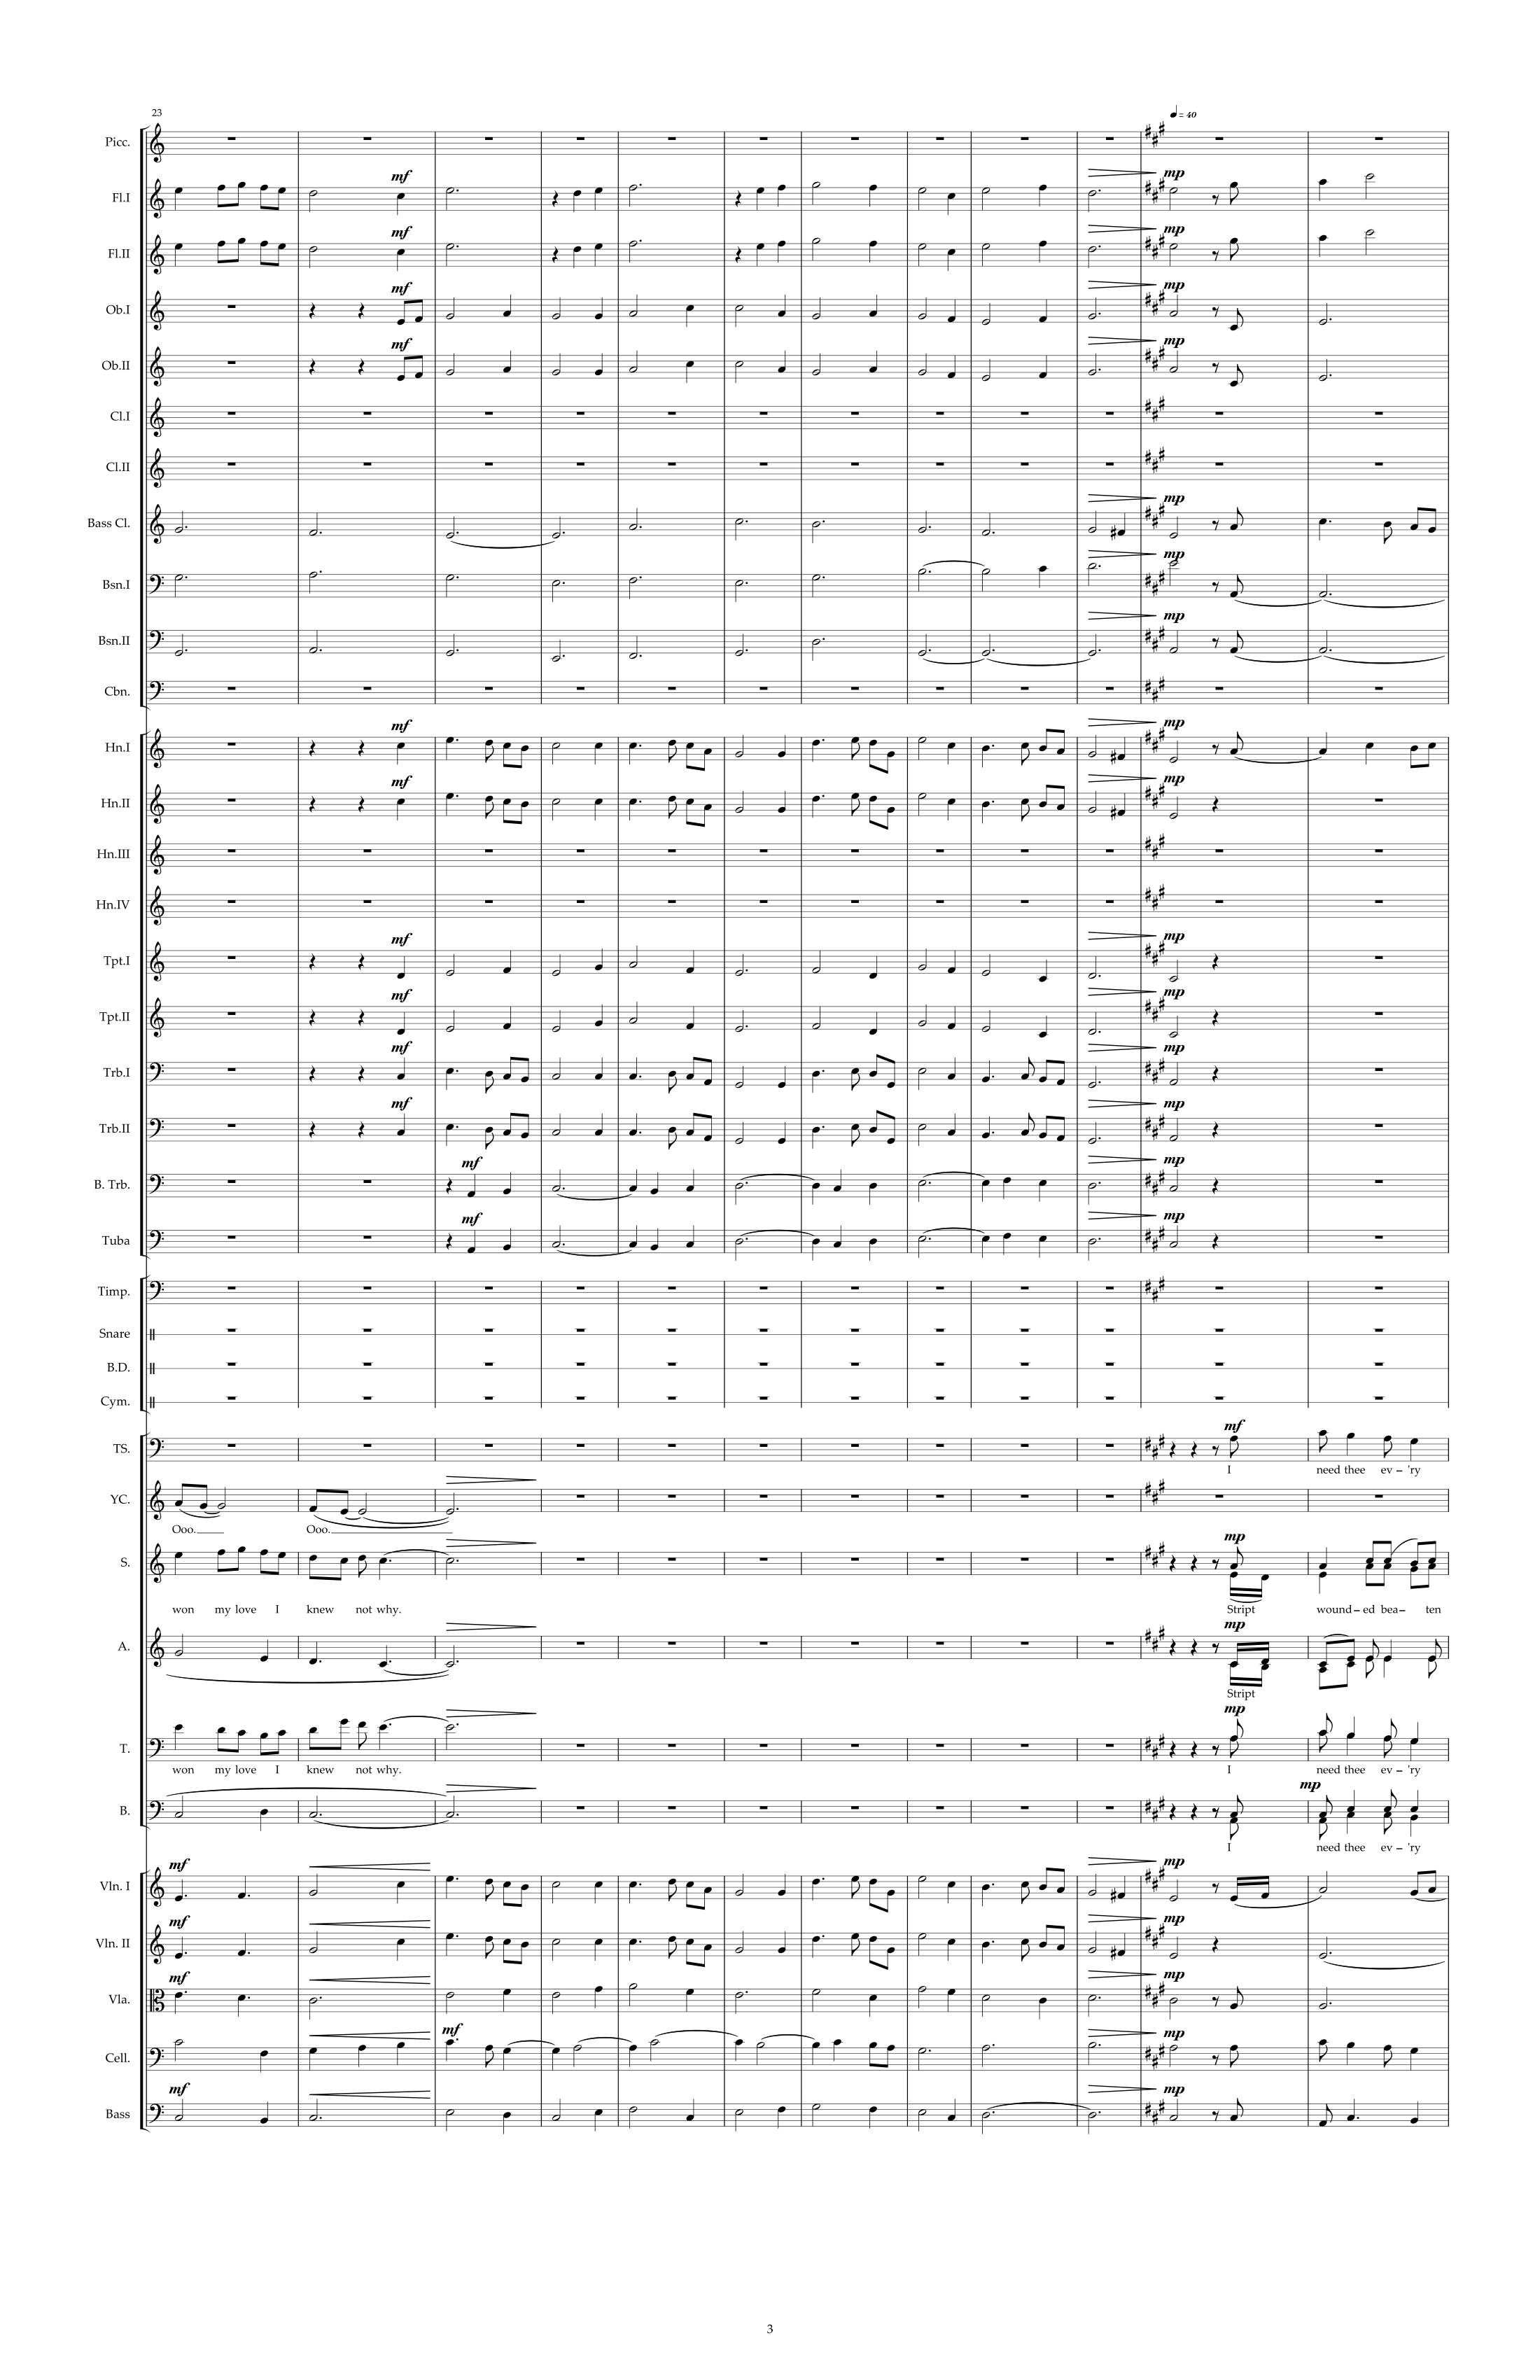 23
♩ = 40
Picc.
mf > mp
Fl.I
mf > mp
Fl.II
mf > mp
Ob.I
mf > mp
Ob.II
Cl.I
Cl.II
mp
Bass Cl.
mp
Bsn.I
mp
Bsn.II
Cbn.
mf mp
Hn.I
mf mp
Hn.II
Hn.III
Hn.IV
mf mp
Tpt.I
mf mp
Tpt.II
mf mp
Trb.I
mf mp
Trb.II
mf mp
B. Trb.
mf mp
Tuba
Timp.
Snare
B.D.
Cym.
mf
TS.
I need thee ev - 'ry
YC.
Ooo. Ooo.
mp
S.
won my love I knew not why. Stript wound - ed bea - ten
mp
A.
Stript
mp
T.
won my love I knew not why. I need thee ev - 'ry
mp
B.
I need thee ev - 'ry
mf mp
Vln. I
mf mp
Vln. II
mf mp
Vla.
mf mp
Cell.
mf mp
Bass
3